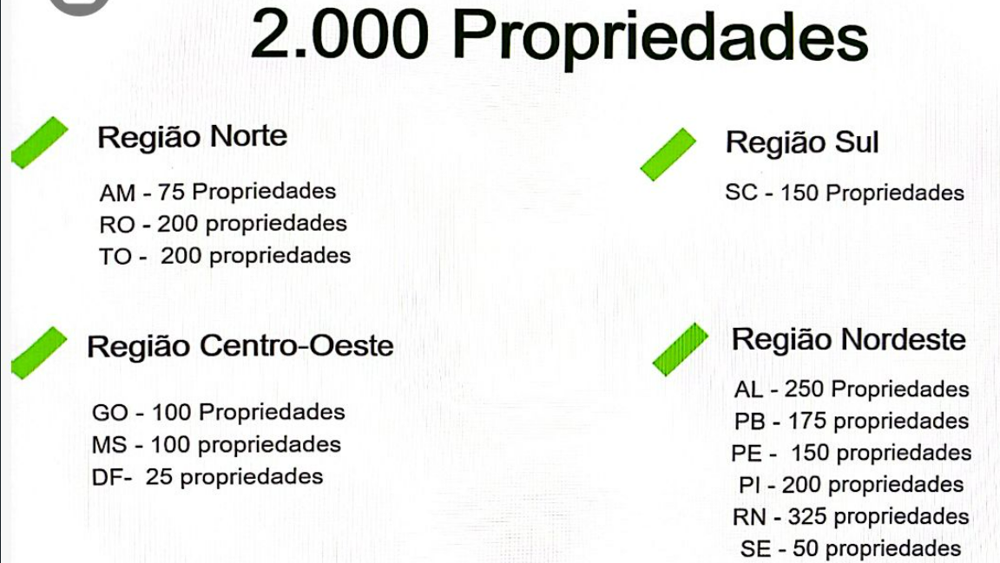 2.000 Propriedades
Região Norte
AM - 75 Propriedades
RO - 200 propriedades
TO - 200 propriedades
Região Sul
SC - 150 Propriedades
Região Centro-Oeste
GO - 100 Propriedades
MS - 100 propriedades
DF- 25 propriedades
Região Nordeste
AL - 250 Propriedades
PB - 175 propriedades
PE - 150 propriedades
PI - 200 propriedades
RN - 325 propriedades
SE - 50 propriedades